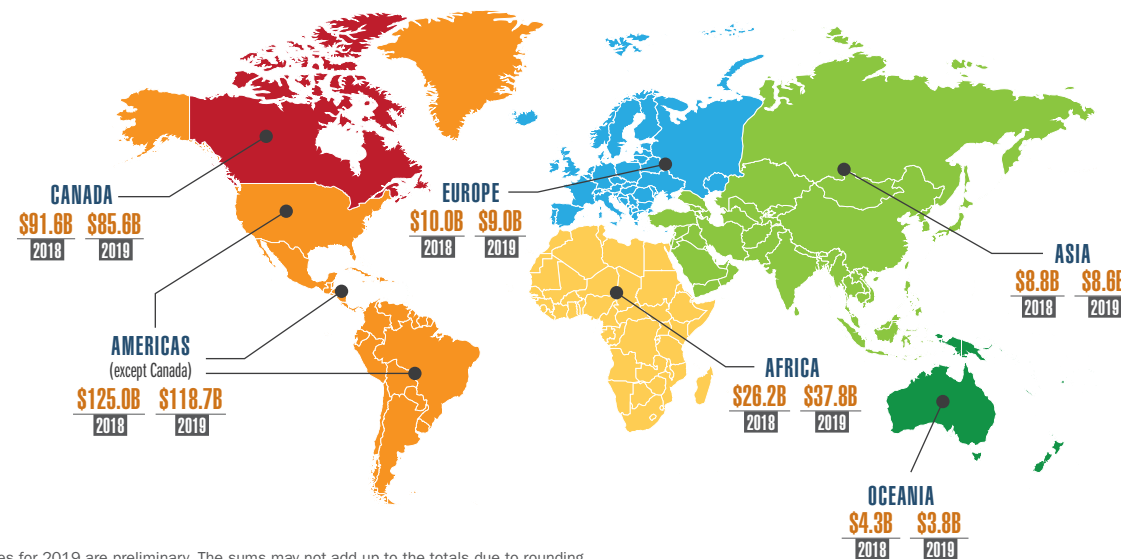 CANADA
$91.6B $85.6B
2018 2019
EUROPE
$10.0B $9.0B
2018 2019
ASIA
$8.8B $8.6B
2018 2019
AMERICAS
(except Canada)
$125.0B $118.7B
2018 2019
AFRICA
$26.2B $37.8B
2018 2019
OCEANIA
$4.3B $3.8B
2018 2019
for 2019 are preliminary. The sums may not add up to the totals due to rounding.